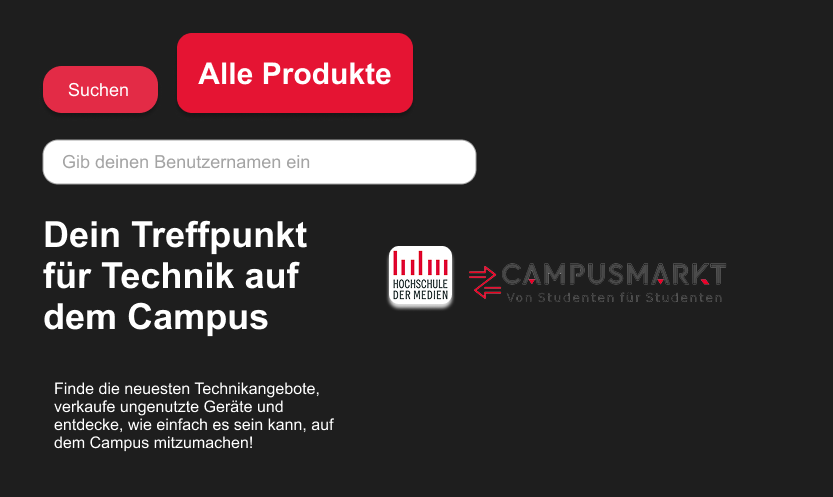 Suchen
Alle Produkte
Gib deinen Benutzernamen ein
Dein Treffpunkt
für Technik auf
dem Campus
HOCHSCHULE
DER MEDIEN
CAMPUSMARKT
Von Studenten für Studenten
Finde die neuesten Technikangebote,
verkaufe ungenutzte Geräte und
entdecke, wie einfach es sein kann, auf
dem Campus mitzumachen!